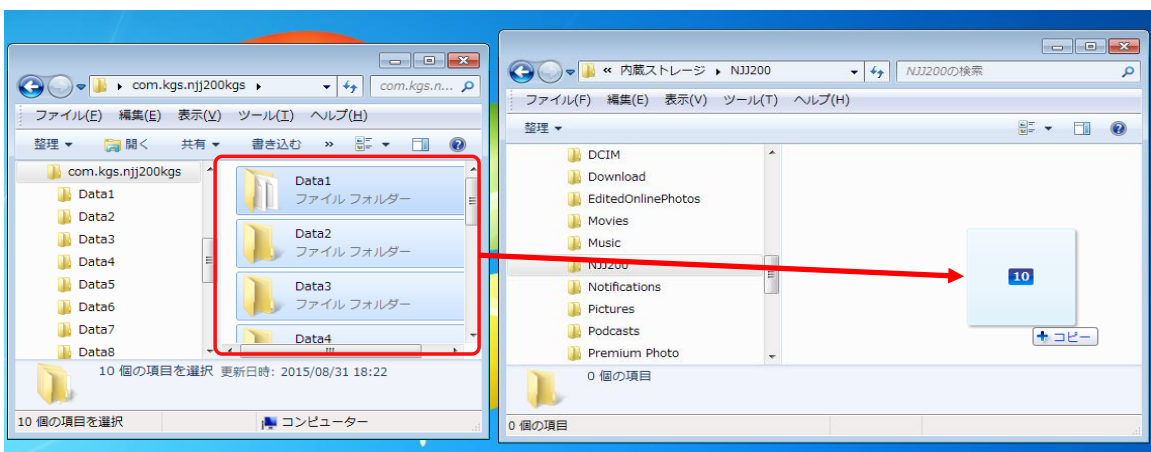 com.kgs.njj200kgs
com.kgs.n...
ファイル(F) 編集(E) 表示(V) ツール(T) ヘルプ(H)
整理 開く 共有 書き込む »
com.kgs.njj200kgs
Data1
Data2
Data3
Data4
Data5
Data6
Data7
Data8
Data1
ファイル フォルダー
Data2
ファイル フォルダー
Data3
ファイル フォルダー
Data4
10 個の項目を選択 更新日時: 2015/08/31 18:22
10 個の項目を選択 コンピューター
« 内蔵ストレージ NJJ200
NJJ200の検索
ファイル(F) 編集(E) 表示(V) ツール(T) ヘルプ(H)
整理
DCIM
Download
EditedOnlinePhotos
Movies
Music
NJJ200
Notifications
Pictures
Podcasts
Premium Photo
10
コピー
0 個の項目
0 個の項目